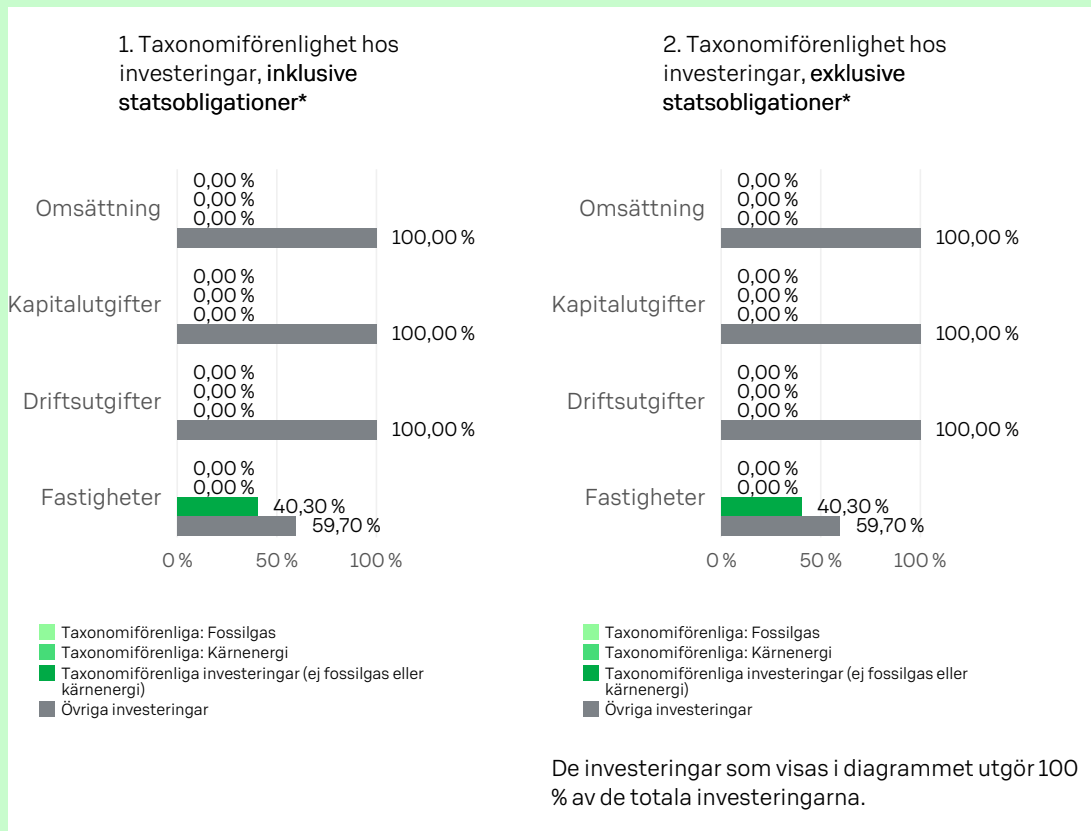 1. Taxonomiförenlighet hos
investeringar, inklusive
statsobligationer*
Omsättning
0,00 %
0,00 %
0,00 %
100,00 %
Kapitalutgifter
0,00 %
0,00 %
0,00 %
100,00 %
Driftsutgifter
0,00 %
0,00 %
0,00 %
100,00 %
Fastigheter
0,00 %
0,00 %
40,30 %
59,70 %
0 %
50 %
100 %
Taxonomiförenliga: Fossilgas
Taxonomiförenliga: Kärnenergi
Taxonomiförenliga investeringar (ej fossilgas eller
kärnenergi)
Övriga investeringar
2. Taxonomiförenlighet hos
investeringar, exklusive
statsobligationer*
Omsättning
0,00 %
0,00 %
0,00 %
100,00 %
Kapitalutgifter
0,00 %
0,00 %
0,00 %
100,00 %
Driftsutgifter
0,00 %
0,00 %
0,00 %
100,00 %
Fastigheter
0,00 %
0,00 %
40,30 %
59,70 %
0 %
50 %
100 %
Taxonomiförenliga: Fossilgas
Taxonomiförenliga: Kärnenergi
Taxonomiförenliga investeringar (ej fossilgas eller
kärnenergi)
Övriga investeringar
De investeringar som visas i diagrammet utgör 100
% av de totala investeringarna.